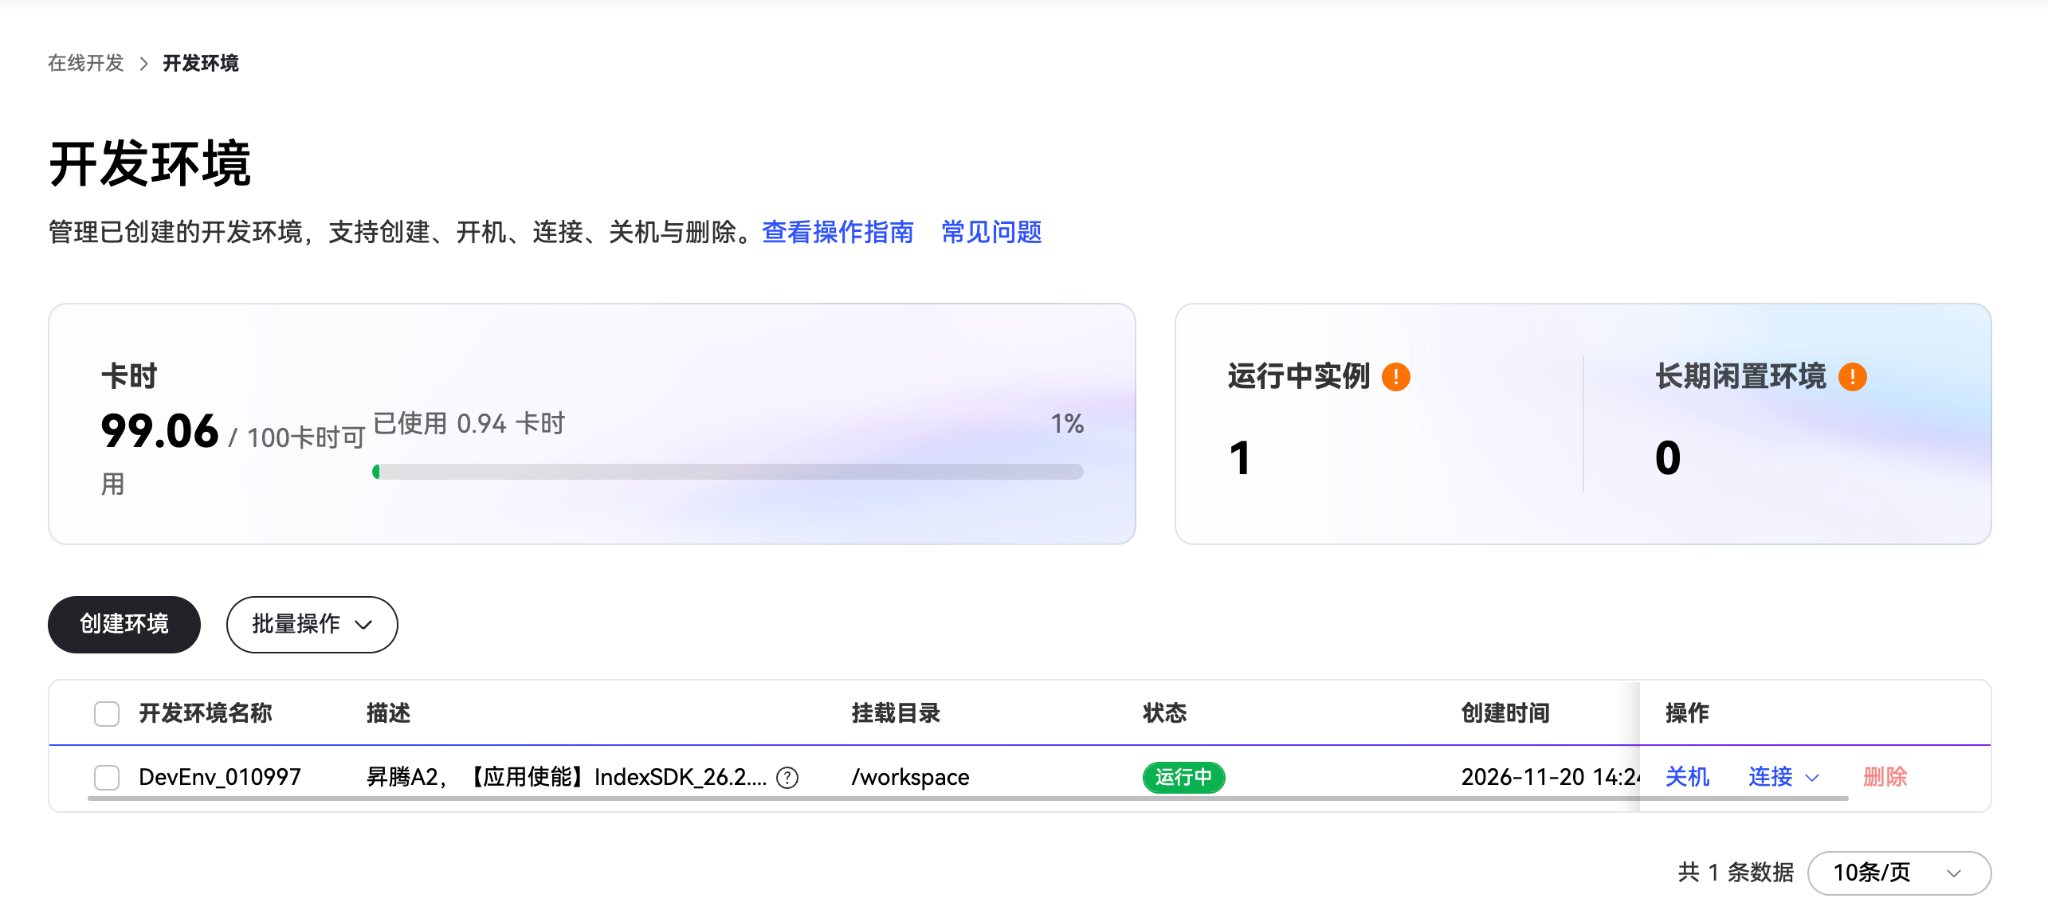 在线开发 > 开发环境
开发环境
管理已创建的开发环境，支持创建、开机、连接、关机与删除。查看操作指南 常见问题
卡时
99.06 / 100卡时可用
已使用 0.94 卡时 1%
运行中实例
1
长期闲置环境
0
创建环境 批量操作
开发环境名称 描述 挂载目录 状态 创建时间 操作
DevEnv_010997 昇腾A2，【应用使能】IndexSDK_26.2.... /workspace 运行中 2026-11-20 14:24 关机 连接 删除
共 1 条数据 10条/页